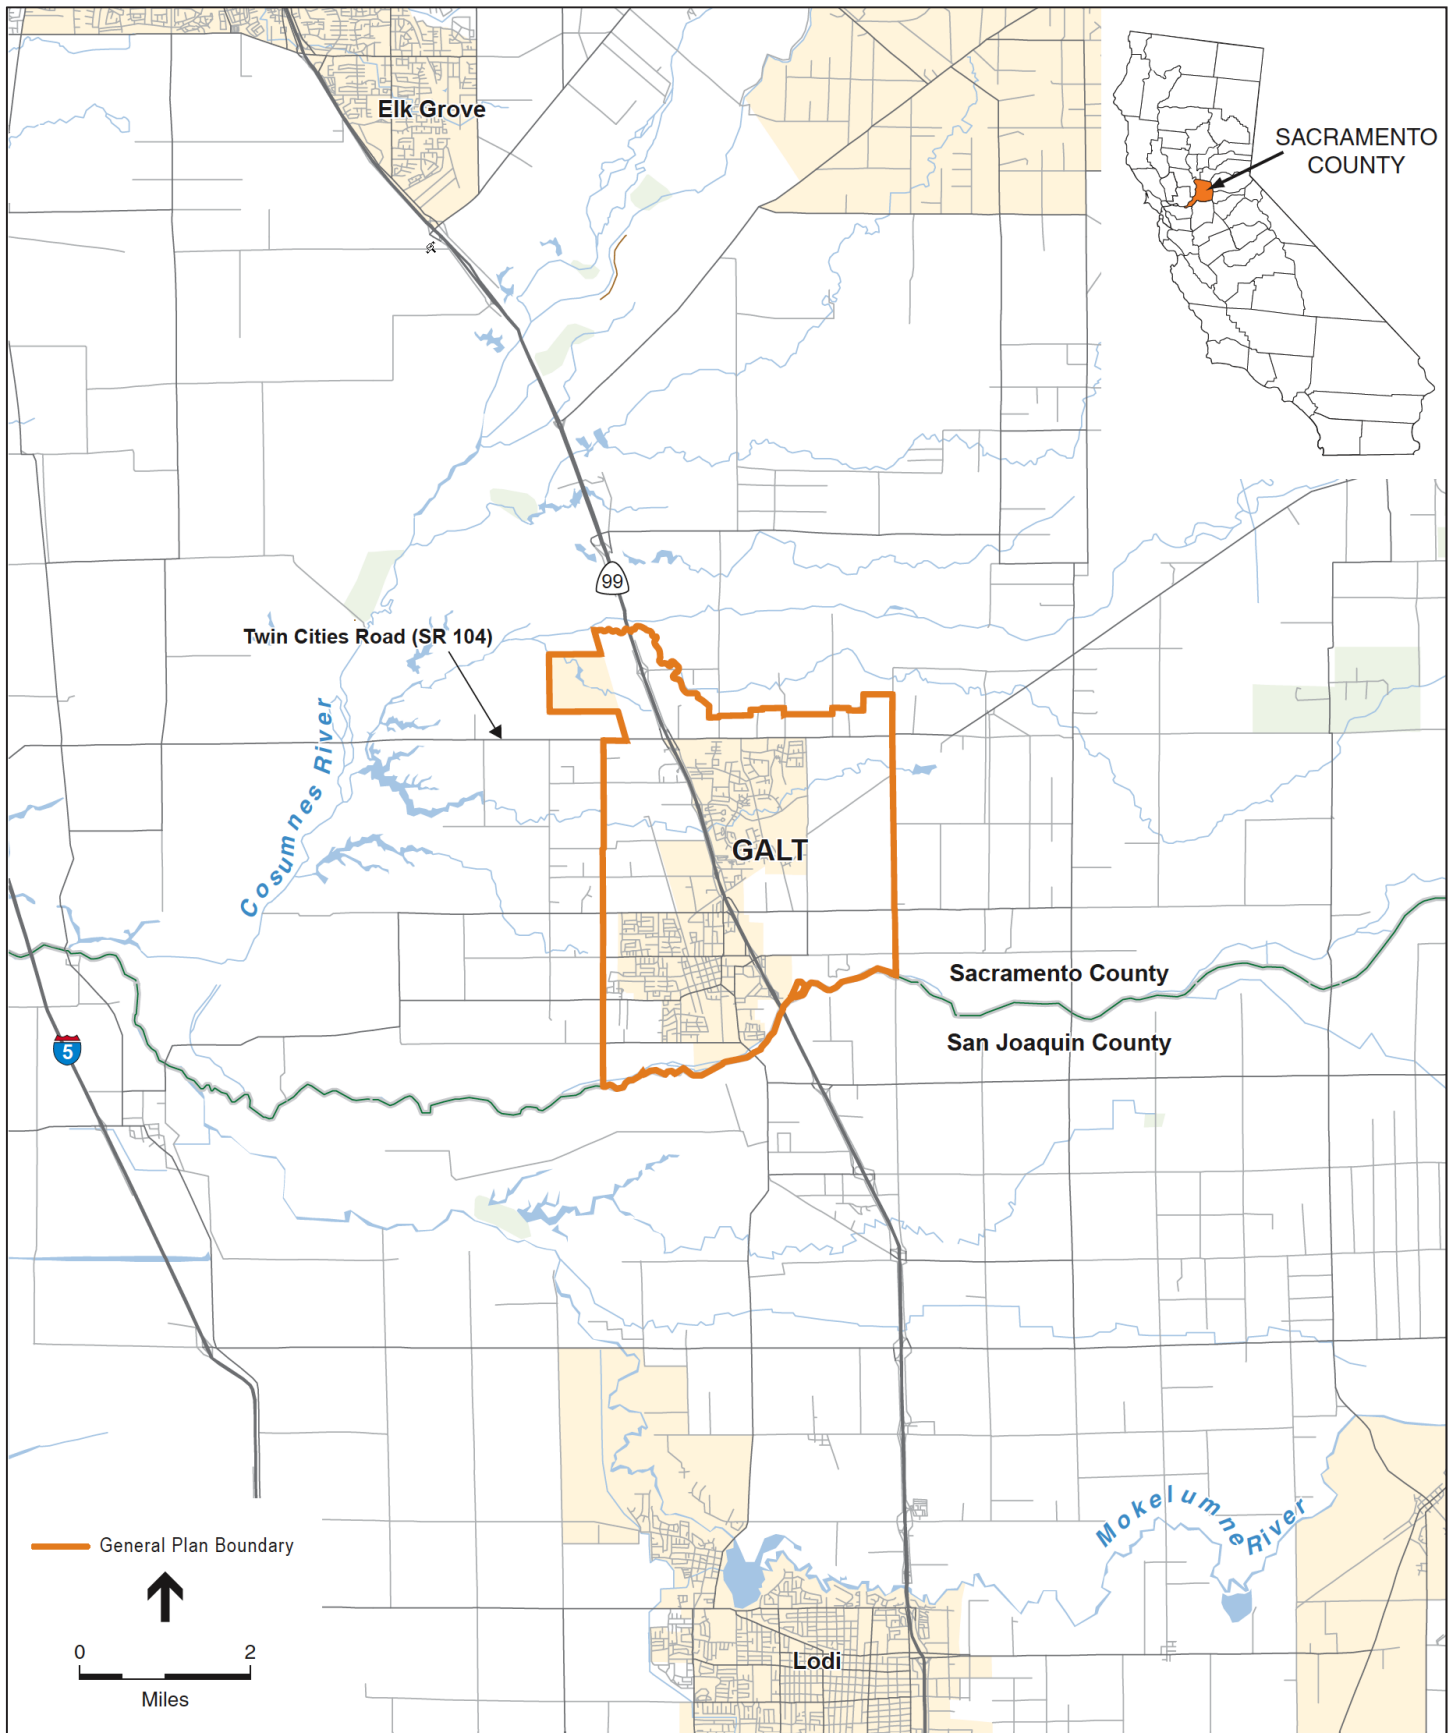 Elk Grove
SACRAMENTO
COUNTY
99
Twin Cities Road (SR 104)
Cosumnes River
GALT
Sacramento County
San Joaquin County
5
Mokelumne River
General Plan Boundary
0 2
Miles
Lodi